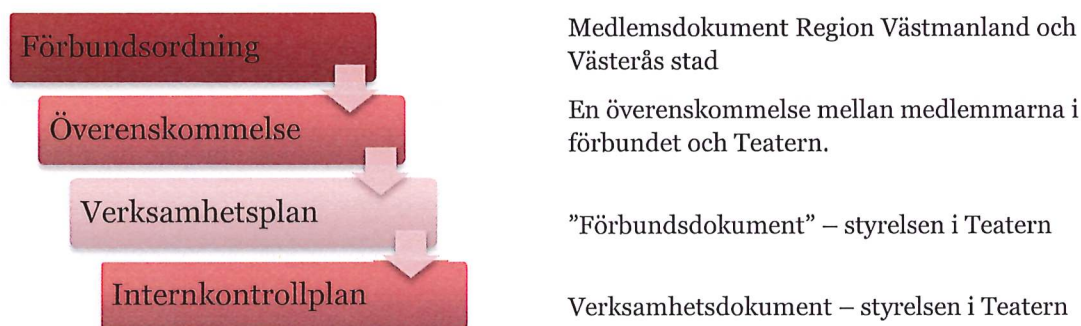 Förbundsordning
Medlemsdokument Region Västmanland och
Västerås stad
Överenskommelse
En överenskommelse mellan medlemmarna i
förbundet och Teatern.
Verksamhetsplan
”Förbundsdokument” – styrelsen i Teatern
Internkontrollplan
Verksamhetsdokument – styrelsen i Teatern